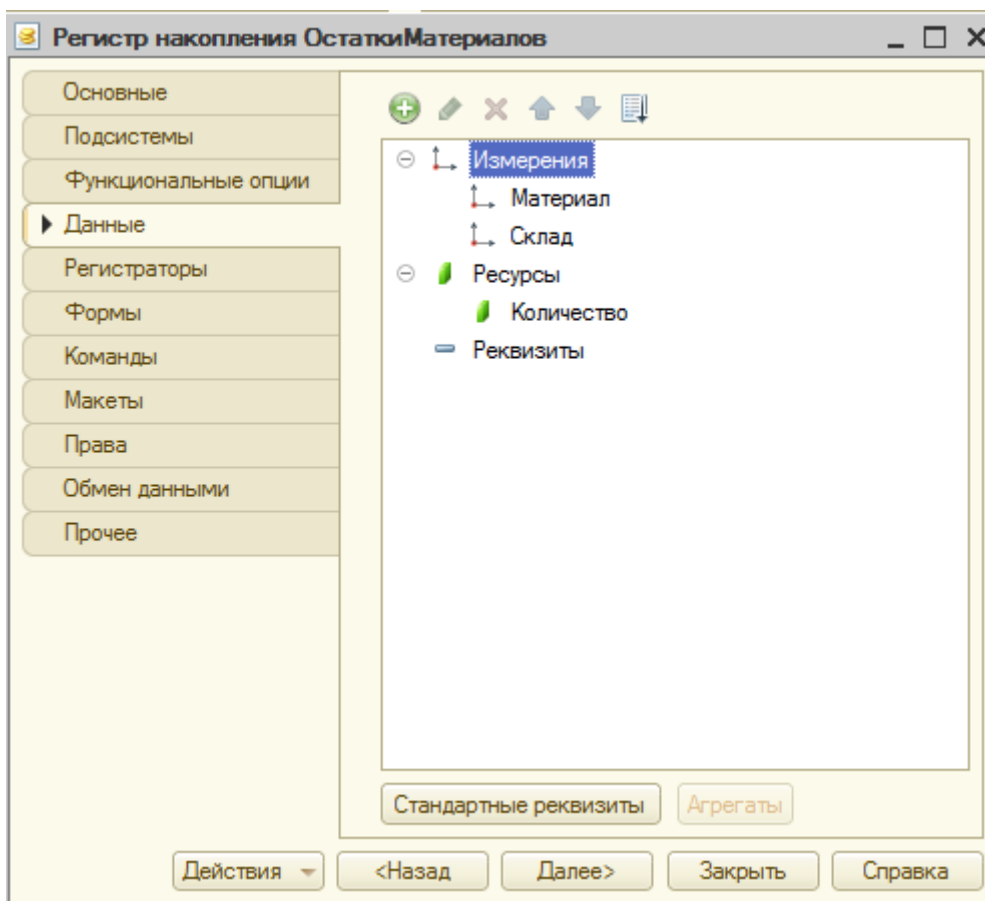 Регистр накопления ОстаткиМатериалов
Основные
Подсистемы
Функциональные опции
Данные
Регистраторы
Формы
Команды
Макеты
Права
Обмен данными
Прочее
Измерения
Материал
Склад
Ресурсы
Количество
Реквизиты
Стандартные реквизиты Агрегаты
Действия <Назад Далее> Закрыть Справка